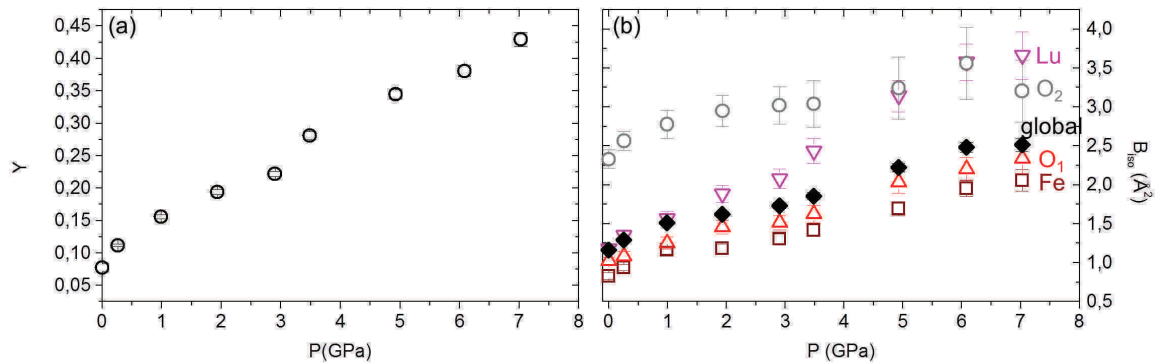 (a)
0,45
0,40
0,35
0,30
0,25
0,20
0,15
0,10
0,05
Y
0 1 2 3 4 5 6 7 8
P(GPa)
(b)
4,0
3,5
3,0
2,5
2,0
1,5
1,0
0,5
B_iso (Å²)
Lu
O₂
global
O₁
Fe
0 1 2 3 4 5 6 7 8
P (GPa)